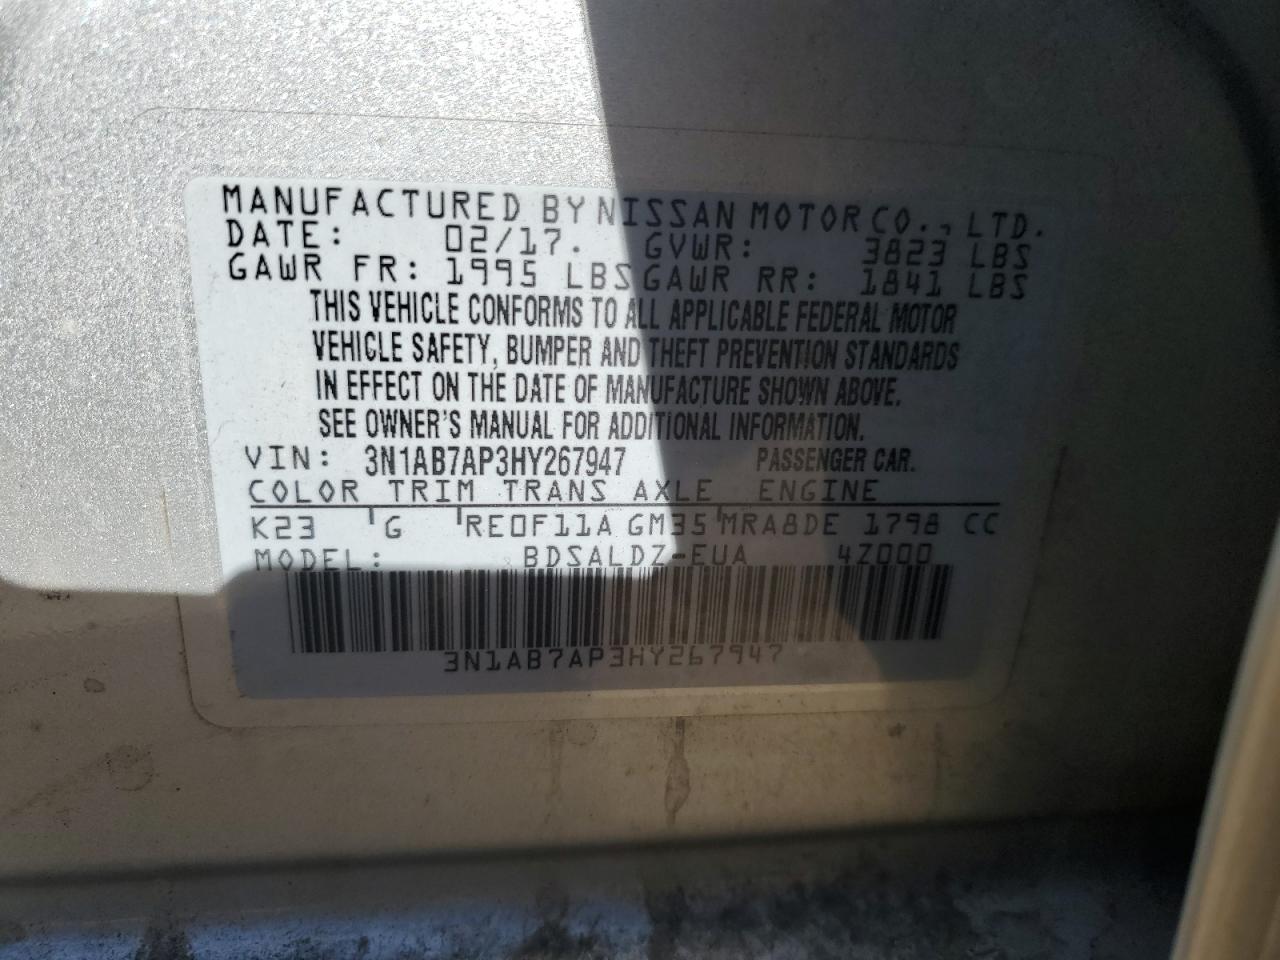 MANUFACTURED BY NISSAN MOTOR CO., LTD.
DATE: 02/17. GVWR: 3823 LBS
GAWR FR: 1995 LBS GAWR RR: 1841 LBS
THIS VEHICLE CONFORMS TO ALL APPLICABLE FEDERAL MOTOR
VEHICLE SAFETY, BUMPER AND THEFT PREVENTION STANDARDS
IN EFFECT ON THE DATE OF MANUFACTURE SHOWN ABOVE.
SEE OWNER'S MANUAL FOR ADDITIONAL INFORMATION.
VIN: 3N1AB7AP3HY267947 PASSENGER CAR.
COLOR TRIM TRANS AXLE ENGINE
K23 G RE0F11A GM35 MRA8DE 1798 CC
MODEL: BDSALDZ-EUA 4Z000
3N1AB7AP3HY267947